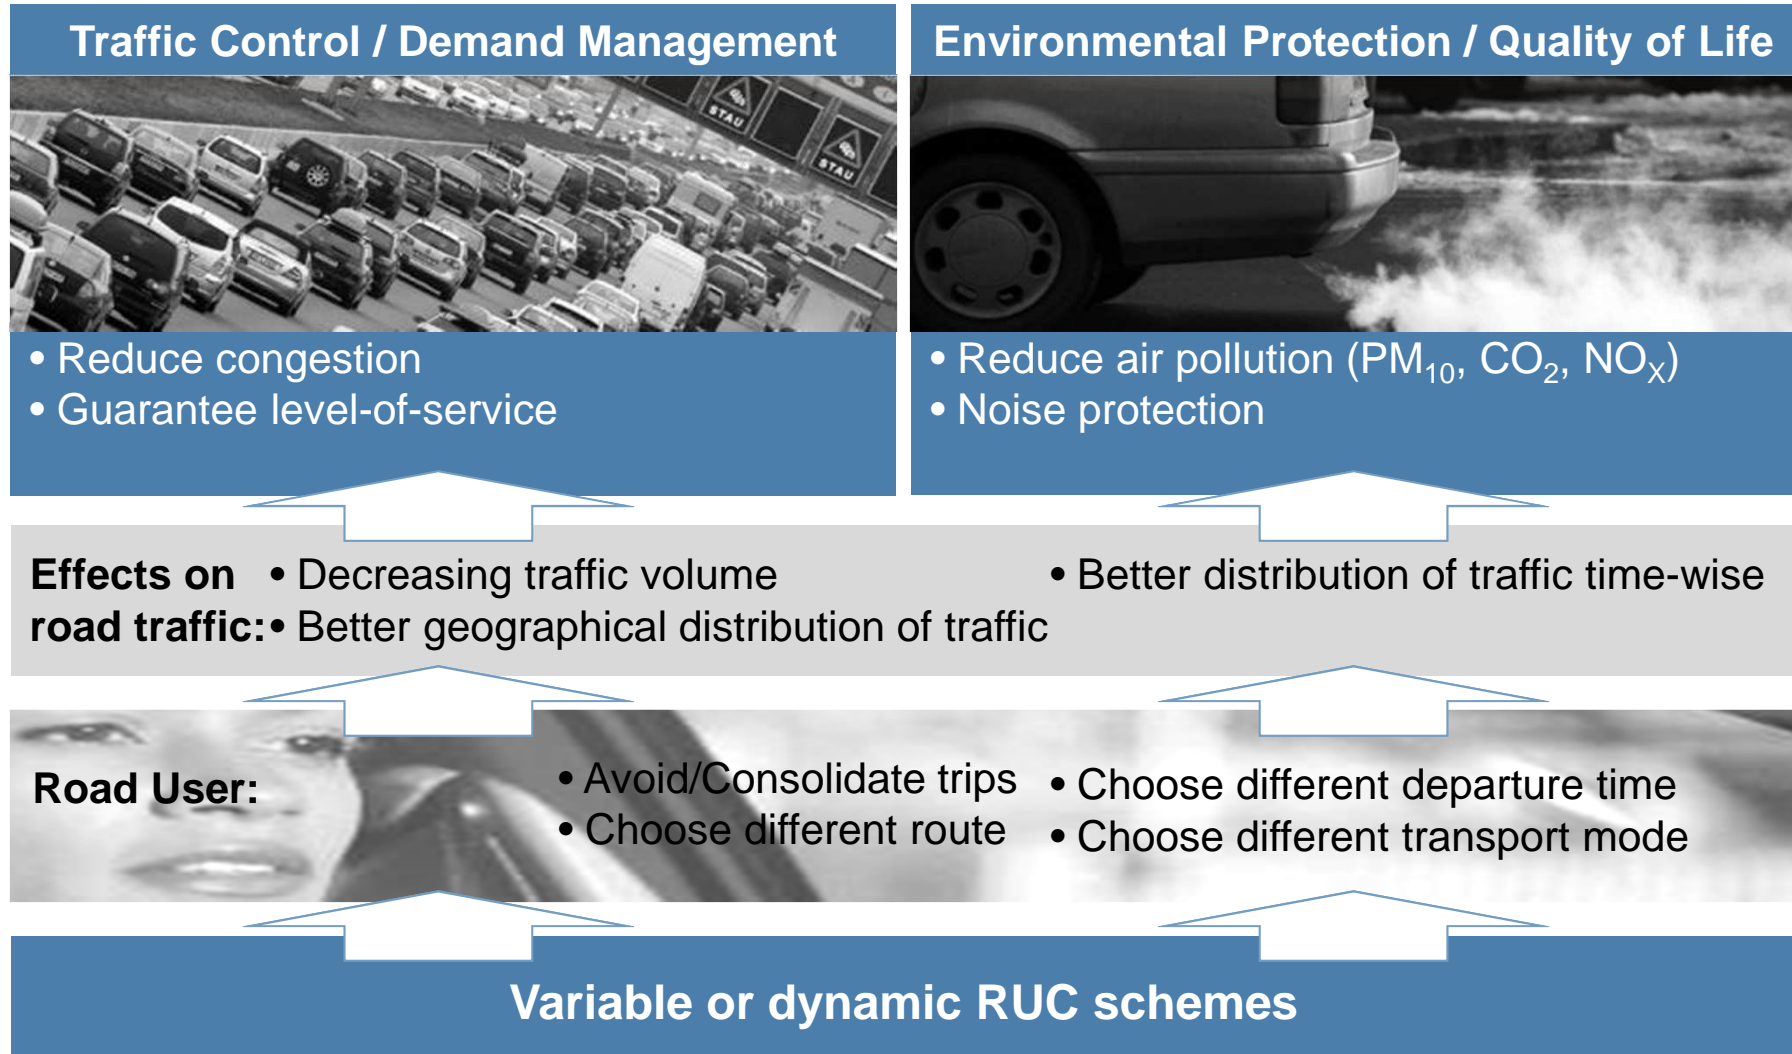 Traffic Control / Demand Management
STAU
STAU
• Reduce congestion
• Guarantee level-of-service
Environmental Protection / Quality of Life
• Reduce air pollution (PM₁₀, CO₂, NOₓ)
• Noise protection
Effects on road traffic:
• Decreasing traffic volume
• Better geographical distribution of traffic
• Better distribution of traffic time-wise
Road User:
• Avoid/Consolidate trips
• Choose different route
• Choose different departure time
• Choose different transport mode
Variable or dynamic RUC schemes